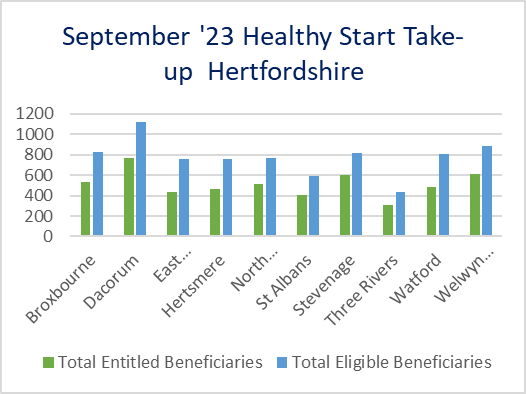 September '23 Healthy Start Take-
up  Hertfordshire
1200
1000
800
600
400
200
0
Broxbourne
Dacorum
East…
Hertsmere
North…
St Albans
Stevenage
Three Rivers
Watford
Welwyn…
Total Entitled Beneficiaries
Total Eligible Beneficiaries